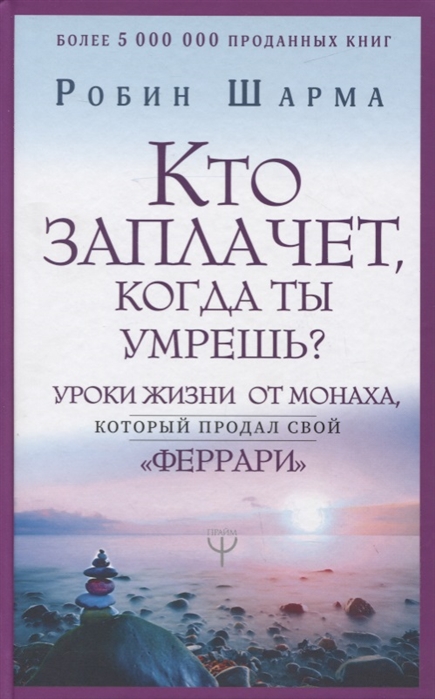 БОЛЕЕ 5 000 000 ПРОДАННЫХ КНИГ
РОБИН ШАРМА
КТО
ЗАПЛАЧЕТ,
КОГДА ТЫ
УМРЕШЬ?
УРОКИ ЖИЗНИ ОТ МОНАХА,
КОТОРЫЙ ПРОДАЛ СВОЙ
«ФЕРРАРИ»
ПРАЙМ